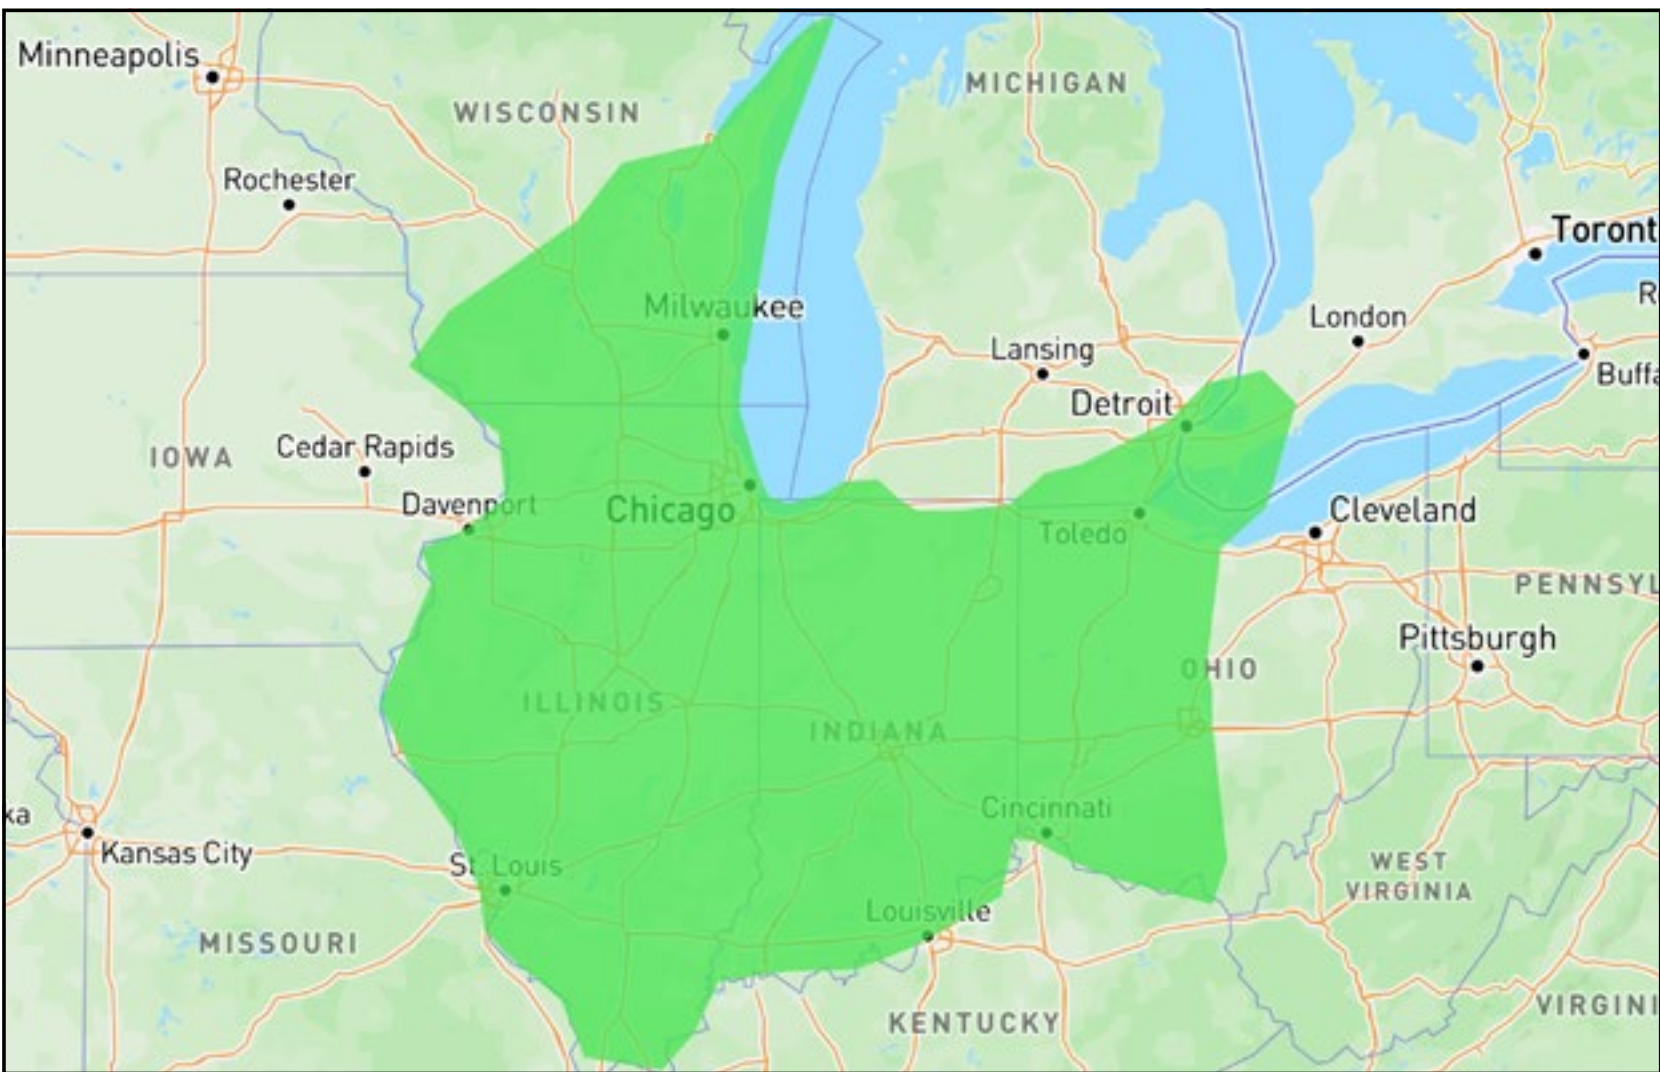 Minneapolis
WISCONSIN
MICHIGAN
Rochester
Toront
R
Milwaukee
London
Lansing
Buffa
Detroit
IOWA
Cedar Rapids
Davenport
Chicago
Cleveland
Toledo
PENNSYL
Pittsburgh
OHIO
ILLINOIS
INDIANA
ka
Cincinnati
Kansas City
St. Louis
WEST
VIRGINIA
Louisville
MISSOURI
KENTUCKY
VIRGINI